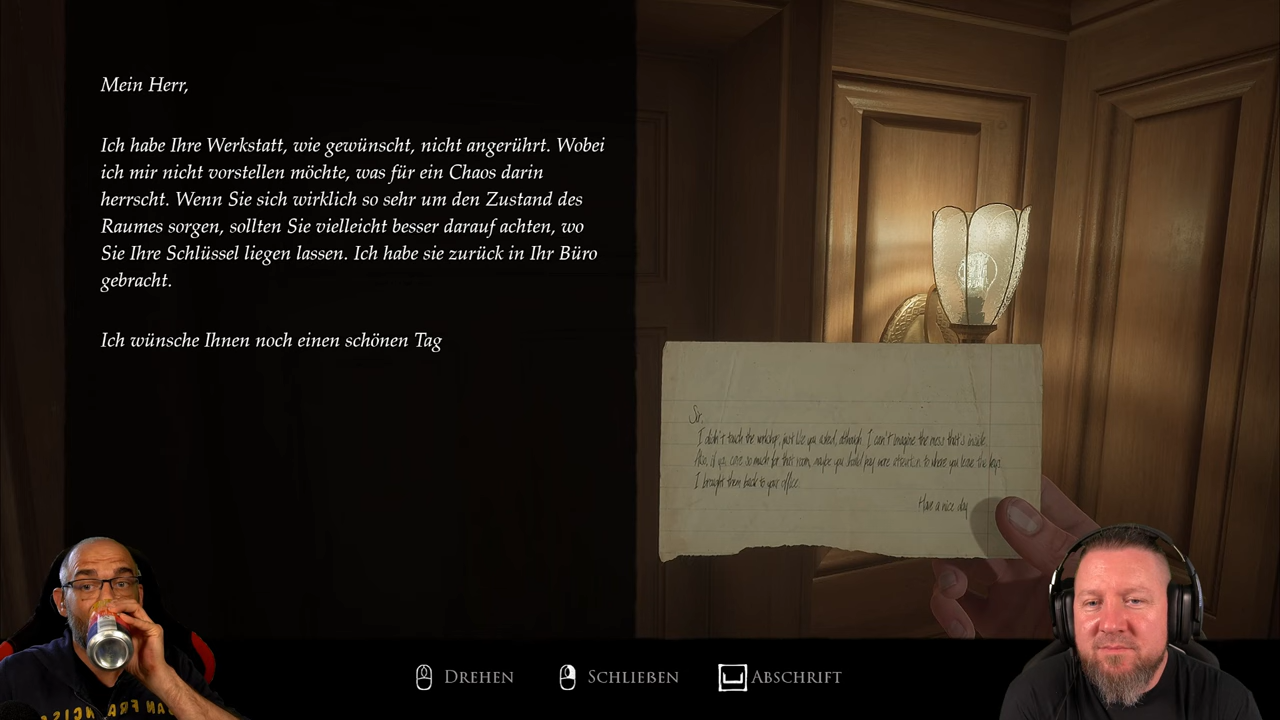 Mein Herr,
Ich habe Ihre Werkstatt, wie gewünscht, nicht angerührt. Wobei
ich mir nicht vorstellen möchte, was für ein Chaos darin
herrscht. Wenn Sie sich wirklich so sehr um den Zustand des
Raumes sorgen, sollten Sie vielleicht besser darauf achten, wo
Sie Ihre Schlüssel liegen lassen. Ich habe sie zurück in Ihr Büro
gebracht.
Ich wünsche Ihnen noch einen schönen Tag
Sir,
I didn't touch the workshop, just like you asked, although I can't imagine the mess that's inside.
Also, if you care so much for that room, maybe you should pay more attention to where you leave the keys.
I brought them back to your office.
Have a nice day
DREHEN
SCHLIEßEN
ABSCHRIFT